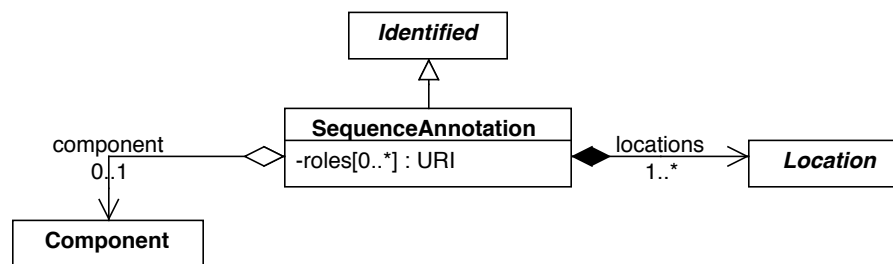 Identified
SequenceAnnotation
-roles[0..*] : URI
component
0..1
locations
1..*
Location
Component